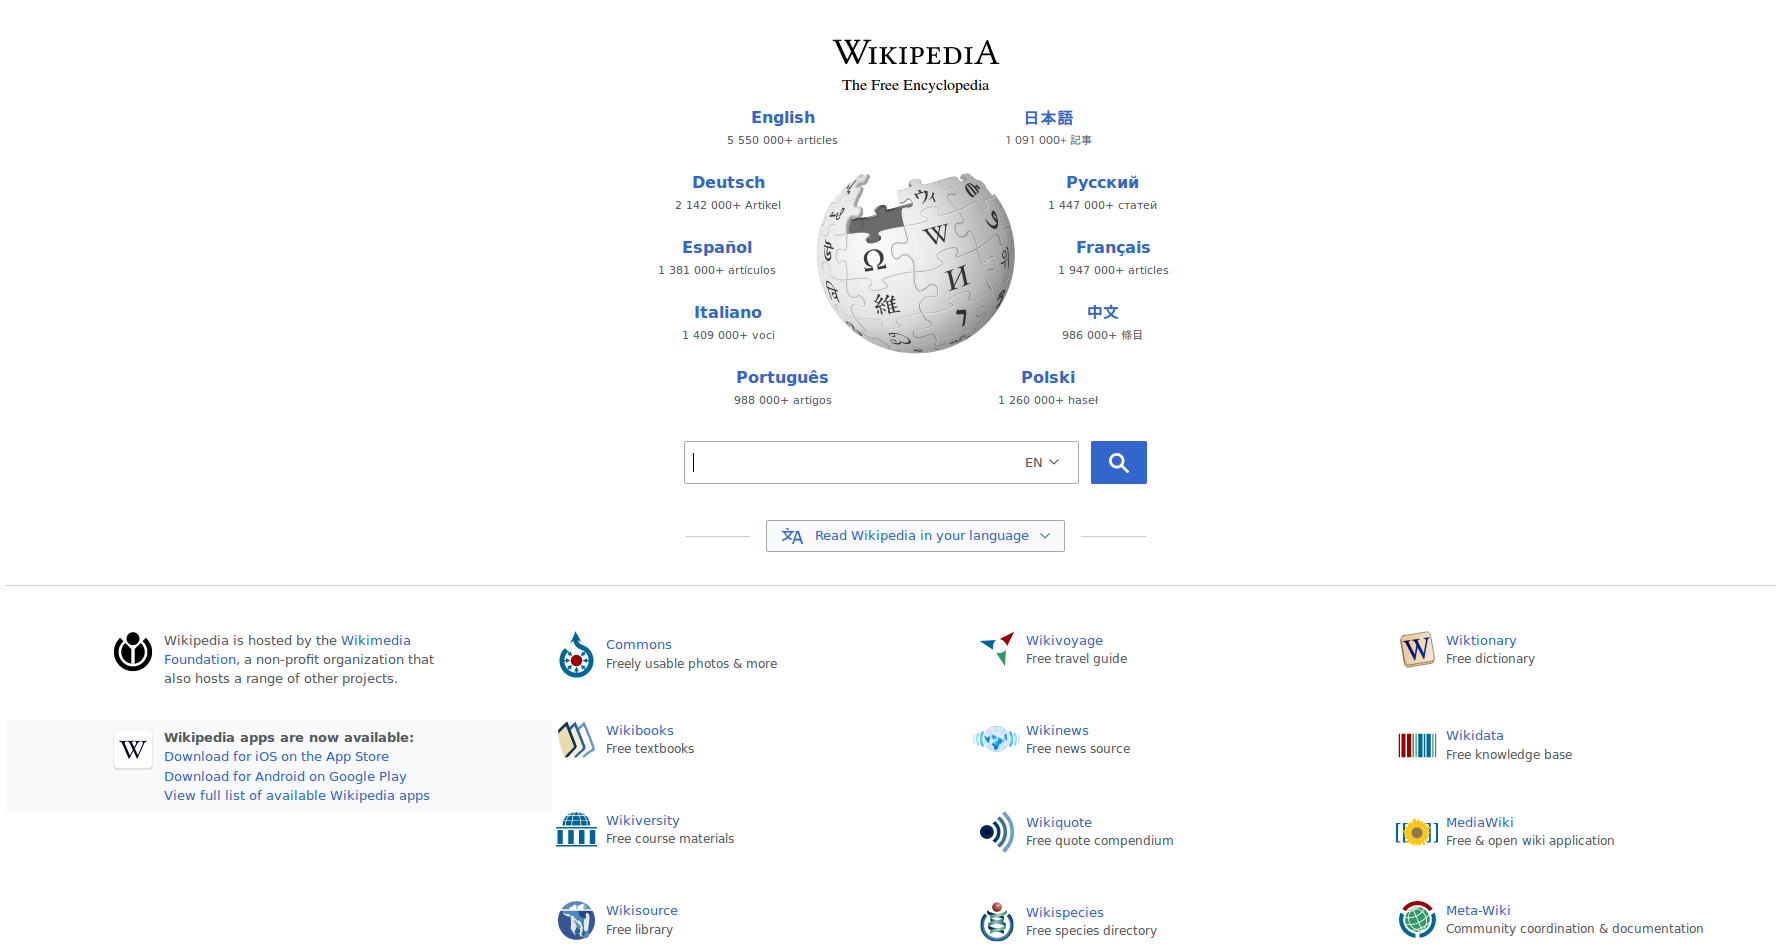 WIKIPEDIA
The Free Encyclopedia
English
5 550 000+ articles
日本語
1 091 000+ 記事
Deutsch
2 142 000+ Artikel
Русский
1 447 000+ статей
Español
1 381 000+ artículos
Français
1 947 000+ articles
Italiano
1 409 000+ voci
中文
986 000+ 條目
Português
988 000+ artigos
Polski
1 260 000+ haseł
Ω
W
И
維
ウィ
EN
Read Wikipedia in your language
Wikipedia is hosted by the Wikimedia
Foundation, a non-profit organization that
also hosts a range of other projects.
W
Wikipedia apps are now available:
Download for iOS on the App Store
Download for Android on Google Play
View full list of available Wikipedia apps
Commons
Freely usable photos & more
Wikivoyage
Free travel guide
W
Wiktionary
Free dictionary
Wikibooks
Free textbooks
Wikinews
Free news source
Wikidata
Free knowledge base
Wikiversity
Free course materials
Wikiquote
Free quote compendium
MediaWiki
Free & open wiki application
Wikisource
Free library
Wikispecies
Free species directory
Meta-Wiki
Community coordination & documentation